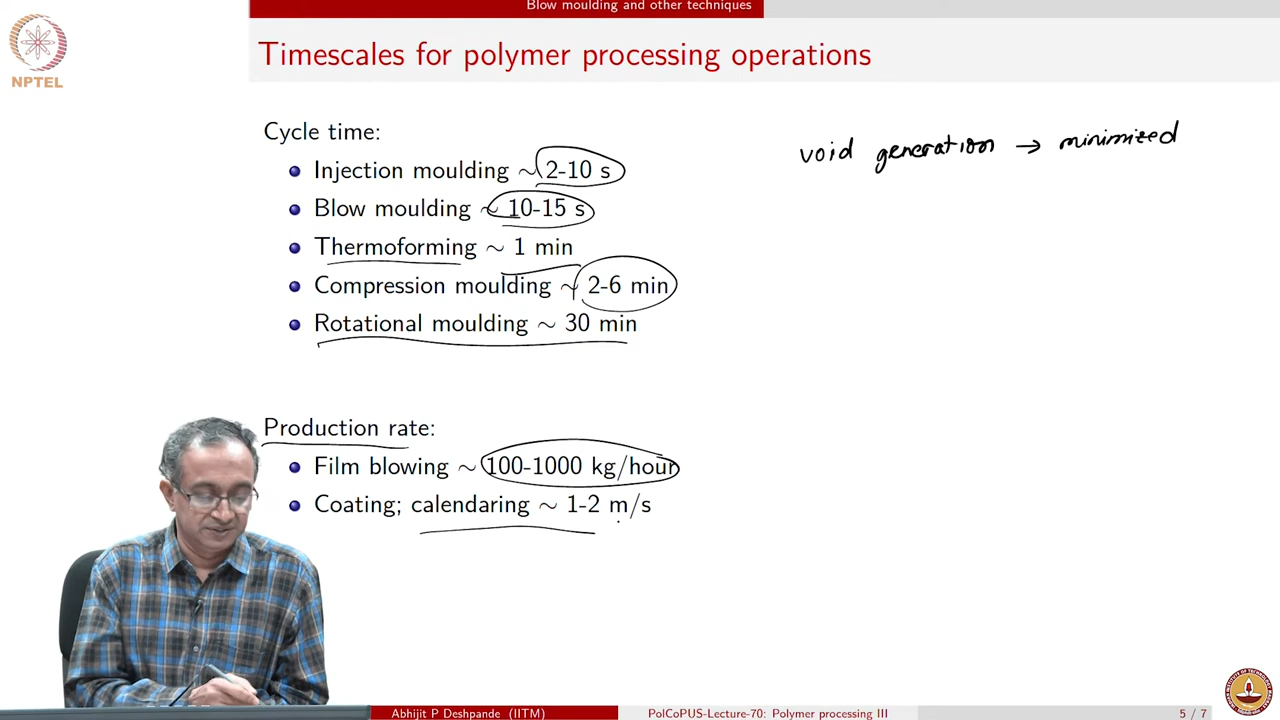 Blow moulding and other techniques
NPTEL
Timescales for polymer processing operations
Cycle time:
Injection moulding ∼ 2-10 s
Blow moulding ∼ 10-15 s
Thermoforming ∼ 1 min
Compression moulding ∼ 2-6 min
Rotational moulding ∼ 30 min
void generation → minimized
Production rate:
Film blowing ∼ 100-1000 kg/hour
Coating; calendaring ∼ 1-2 m/s
Abhijit P Deshpande (IITM) PolCoPUS-Lecture-70: Polymer processing III 5 / 7